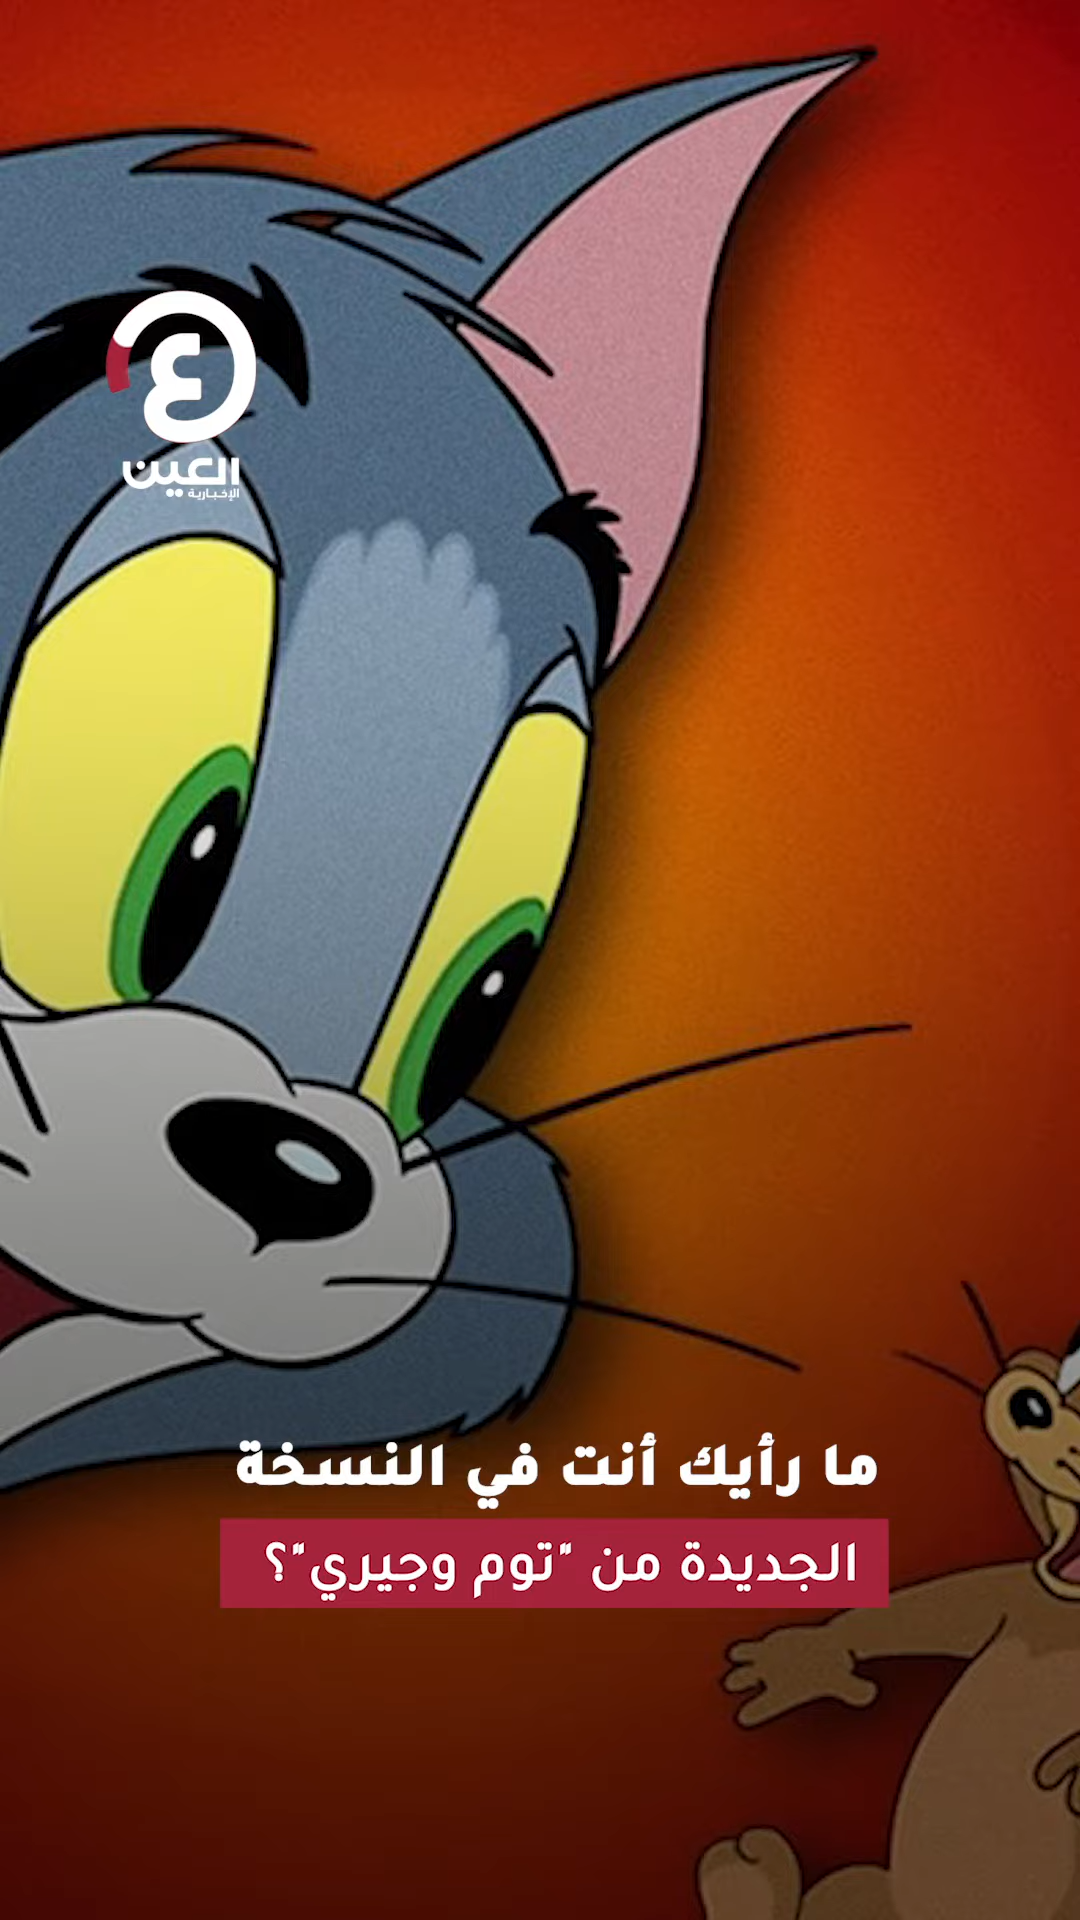 العين
الإخبارية
ما رأيك أنت في النسخة
الجديدة من "توم وجيري"؟